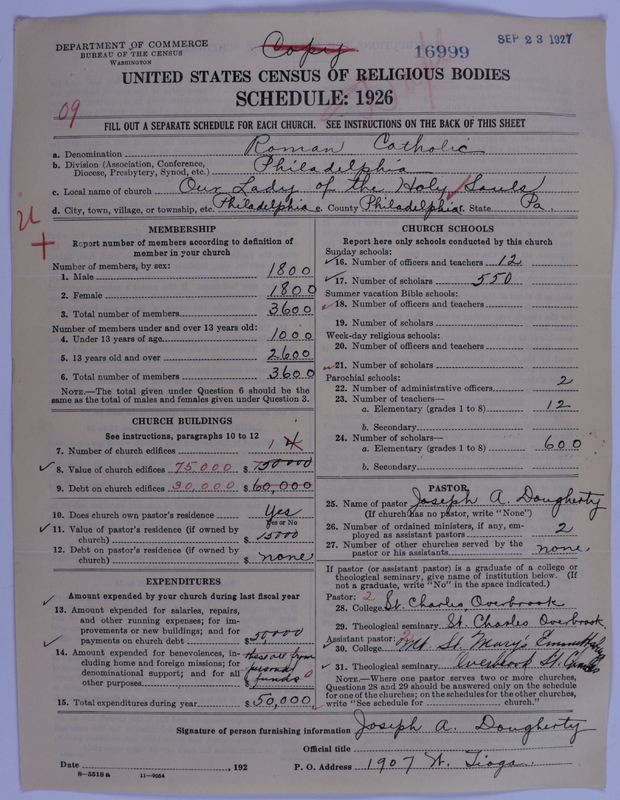 DEPARTMENT OF COMMERCE
BUREAU OF THE CENSUS
WASHINGTON
Copy
16999
SEP 23 1927
UNITED STATES CENSUS OF RELIGIOUS BODIES
SCHEDULE: 1926
09
FILL OUT A SEPARATE SCHEDULE FOR EACH CHURCH. SEE INSTRUCTIONS ON THE BACK OF THIS SHEET
a. Denomination Roman Catholic
b. Division (Association, Conference, Diocese, Presbytery, Synod, etc.) Philadelphia
c. Local name of church Our Lady of the Holy Souls
d. City, town, village, or township, etc. Philadelphia e. County Philadelphia f. State Pa.
MEMBERSHIP
Report number of members according to definition of
member in your church
Number of members, by sex:
1. Male 1800
2. Female 1800
3. Total number of members 3600
Number of members under and over 13 years old:
4. Under 13 years of age 1000
5. 13 years old and over 2600
6. Total number of members 3600
NOTE.—The total given under Question 6 should be the
same as the total of males and females given under Question 3.
CHURCH BUILDINGS
See instructions, paragraphs 10 to 12
7. Number of church edifices 1
8. Value of church edifices 75,000 $ 150000
9. Debt on church edifices 30,000 $ 60,000
10. Does church own pastor's residence? Yes
Yes or No
11. Value of pastor's residence (if owned by
church) $ 15000
12. Debt on pastor's residence (if owned by
church) $ none
EXPENDITURES
Amount expended by your church during last fiscal year
13. Amount expended for salaries, repairs,
and other running expenses; for im-
provements or new buildings; and for
payments on church debt $ 50000
14. Amount expended for benevolences, in-
cluding home and foreign missions; for
denominational support; and for all
other purposes $ personal funds 0
15. Total expenditures during year $ 50,000
CHURCH SCHOOLS
Report here only schools conducted by this church
Sunday schools:
16. Number of officers and teachers 12
17. Number of scholars 550
Summer vacation Bible schools:
18. Number of officers and teachers
19. Number of scholars
Week-day religious schools:
20. Number of officers and teachers
21. Number of scholars
Parochial schools:
22. Number of administrative officers 2
23. Number of teachers—
a. Elementary (grades 1 to 8) 12
b. Secondary
24. Number of scholars—
a. Elementary (grades 1 to 8) 600
b. Secondary
PASTOR
25. Name of pastor Joseph A. Dougherty
(If church has no pastor, write "None")
26. Number of ordained ministers, if any, em-
ployed as assistant pastors 2
27. Number of other churches served by the
pastor or his assistants none.
If pastor (or assistant pastor) is a graduate of a college or
theological seminary, give name of institution below. (If
not a graduate, write "No" in the space indicated.)
Pastor: 2
28. College St. Charles, Overbrook
29. Theological seminary St. Charles Overbrook
Assistant pastor:
30. College Mt St. Mary's Emmitsburg
31. Theological seminary Overbrook St. Charles
NOTE.—Where one pastor serves two or more churches,
Questions 28 and 29 should be answered only on the schedule
for one of the churches; on the schedules for the other churches,
write "See schedule for church."
Signature of person furnishing information Joseph A. Dougherty
Official title
Date , 192
P. O. Address 1907 W. Tioga
8—5518a 11—9054